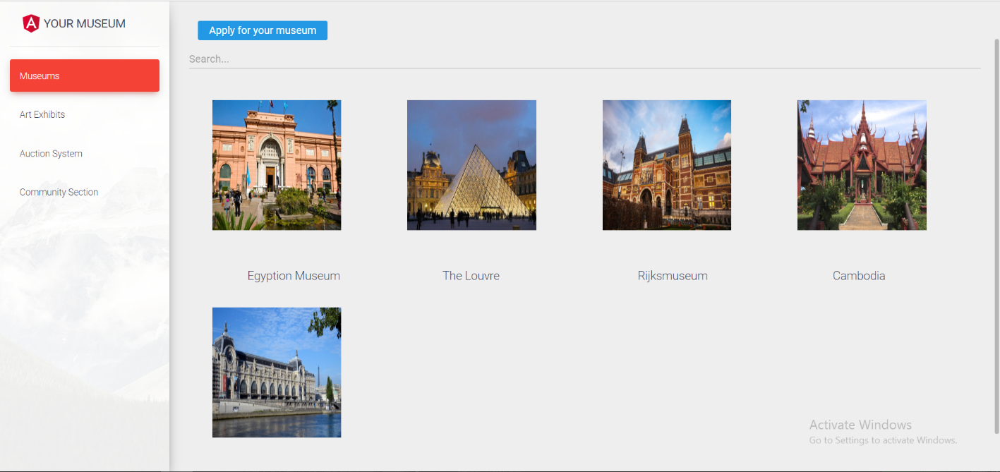 YOUR MUSEUM
Museums
Art Exhibits
Auction System
Community Section
Apply for your museum
Search...
Egyption Museum
The Louvre
Rijksmuseum
Cambodia
Activate Windows
Go to Settings to activate Windows.